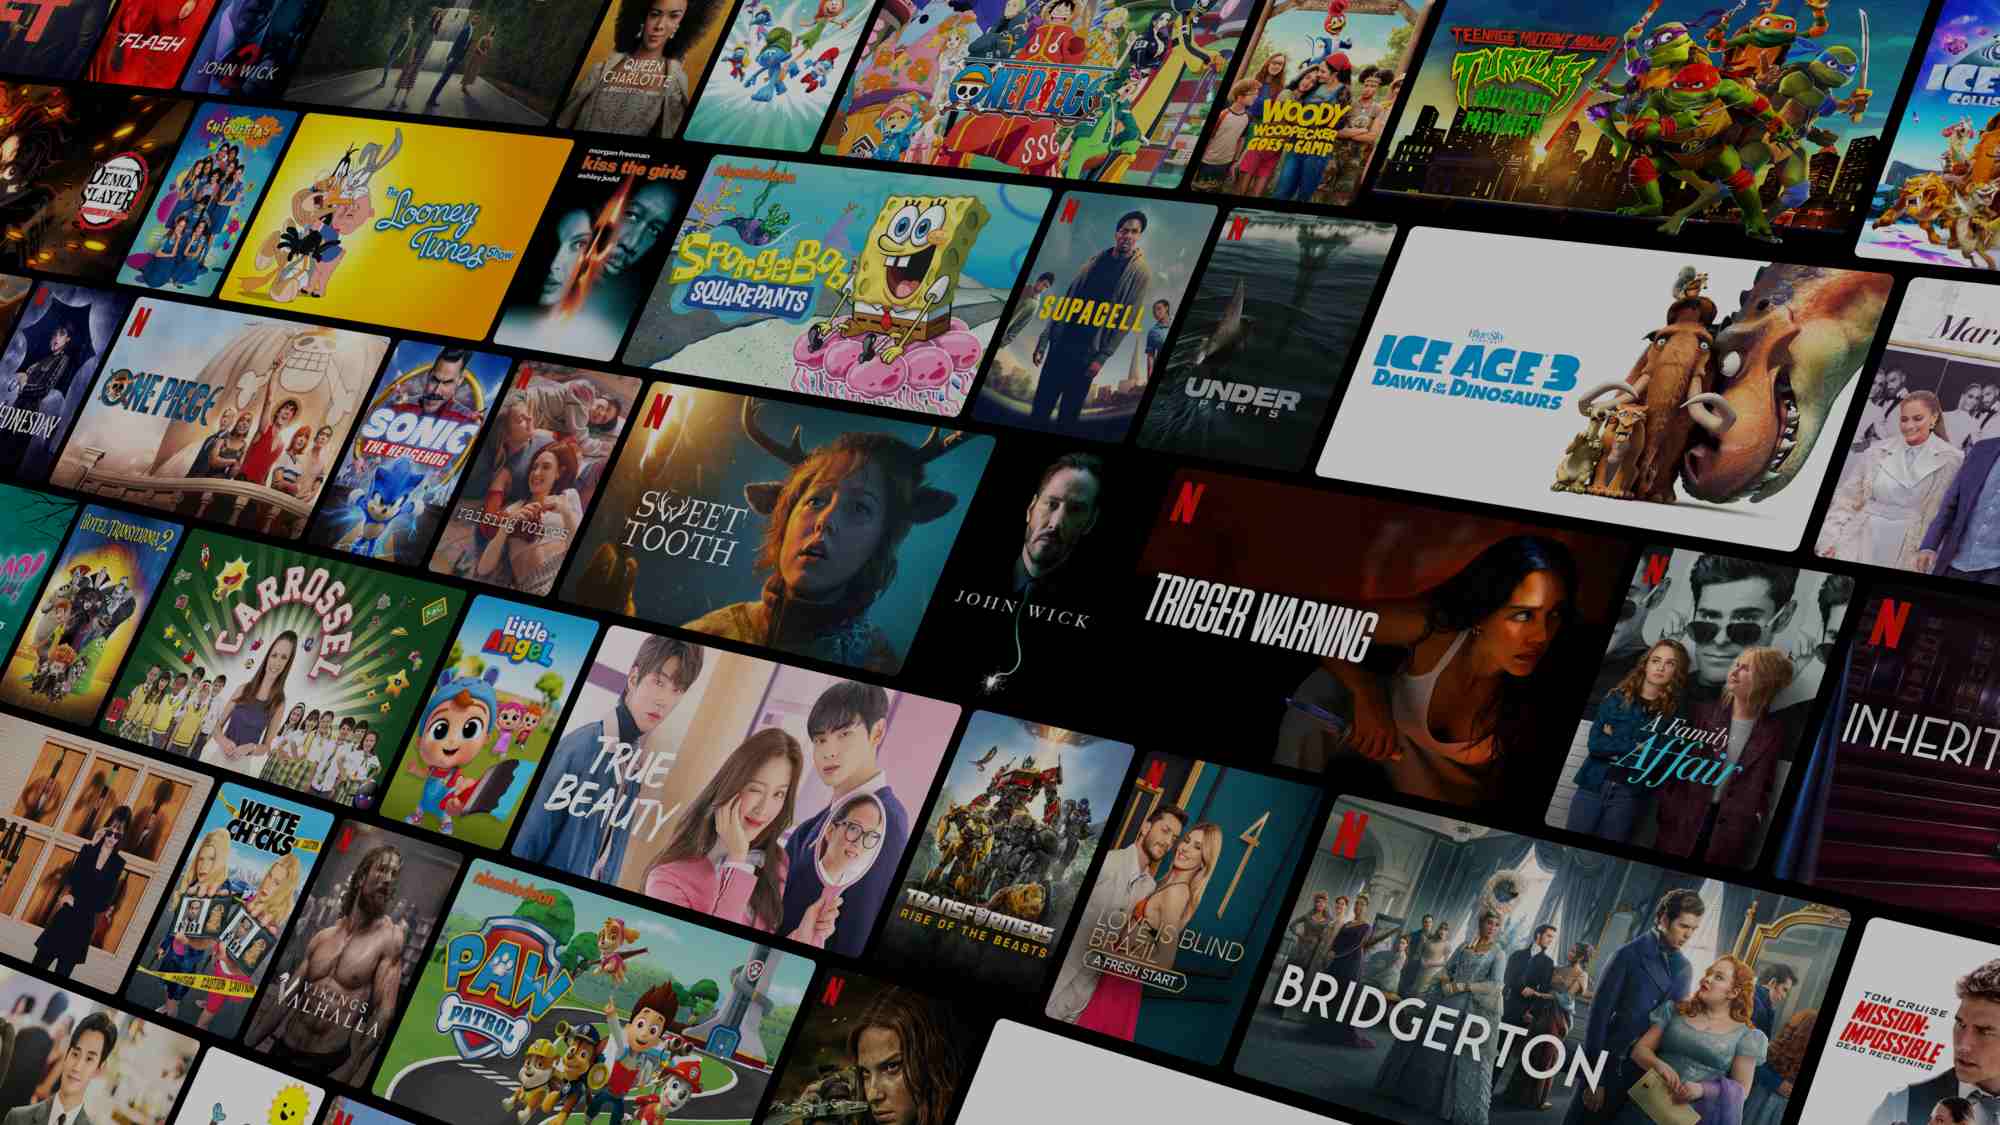 FLASH
JOHN WICK
QUEEN
CHARLOTTE
ONE PIECE
SSG
WOODY
WOODPECKER
GOES TO CAMP
TEENAGE MUTANT NINJA
TURTLES
MUTANT
MAYHEM
ICE
DEMON
SLAYER
CHIQUITITAS
The
Looney
Tunes
Show
morgan freeman
kiss the girls
ashley judd
nickelodeon
SpongeBob
SQUAREPANTS
N
SUPACELL
N
UNDER
PARIS
Blue Sky
ICE AGE 3
DAWN OF THE DINOSAURS
N
EDNESDAY
N
ONE PIECE
SONIC
THE HEDGEHOG
N
raising voices
N
SWEET
TOOTH
JOHN WICK
N
TRIGGER WARNING
N
A Family
Affair
N
INHERIT
HOTEL TRANSYLVANIA 2
CARROSSEL
Little
Angel
TRUE
BEAUTY
TRANSFORMERS
RISE OF THE BEASTS
N
4
LOVE IS BLIND
BRAZIL
A FRESH START
N
BRIDGERTON
TOM CRUISE
MISSION:
IMPOSSIBLE
DEAD RECKONING
AL
WHITE
CHICKS
CAUTION
N
VIKINGS
VALHALLA
nickelodeon
PAW
PATROL
N
N